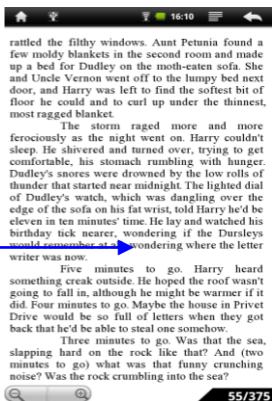 16:10
rattled the filthy windows. Aunt Petunia found a
few moldy blankets in the second room and made
up a bed for Dudley on the moth-eaten sofa. She
and Uncle Vernon went off to the lumpy bed next
door, and Harry was left to find the softest bit of
floor he could and to curl up under the thinnest,
most ragged blanket.
The storm raged more and more
ferociously as the night went on. Harry couldn't
sleep. He shivered and turned over, trying to get
comfortable, his stomach rumbling with hunger.
Dudley's snores were drowned by the low rolls of
thunder that started near midnight. The lighted dial
of Dudley's watch, which was dangling over the
edge of the sofa on his fat wrist, told Harry he'd be
eleven in ten minutes' time. He lay and watched his
birthday tick nearer, wondering if the Dursleys
would remember at all, wondering where the letter
writer was now.
Five minutes to go. Harry heard
something creak outside. He hoped the roof wasn't
going to fall in, although he might be warmer if it
did. Four minutes to go. Maybe the house in Privet
Drive would be so full of letters when they got
back that he'd be able to steal one somehow.
Three minutes to go. Was that the sea,
slapping hard on the rock like that? And (two
minutes to go) what was that funny crunching
noise? Was the rock crumbling into the sea?
55/375